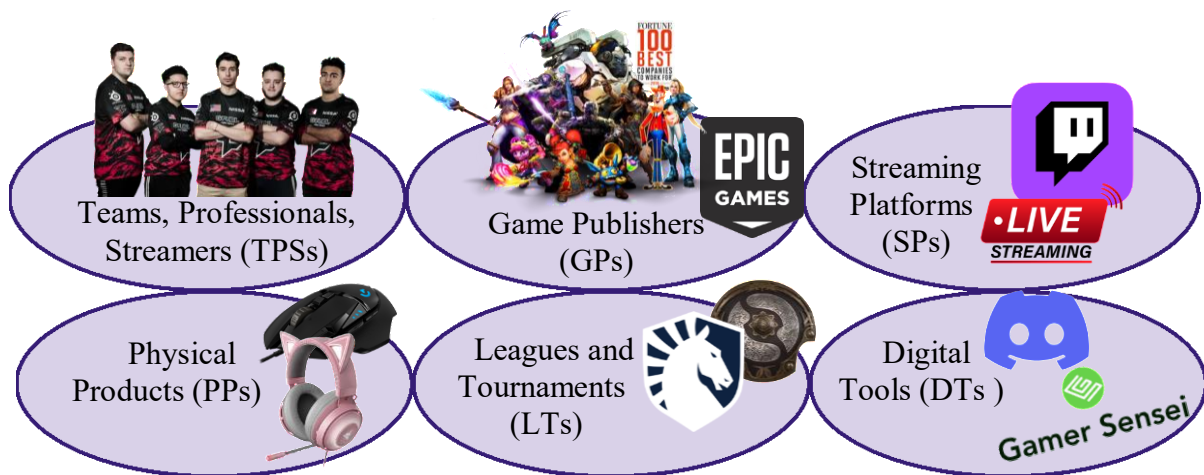 FORTUNE
100
BEST
COMPANIES
TO WORK FOR
EPIC
GAMES
Teams, Professionals,
Streamers (TPSs)
Game Publishers
(GPs)
Streaming
Platforms
(SPs)
•LIVE
STREAMING
Physical
Products (PPs)
Leagues and
Tournaments
(LTs)
Digital
Tools (DTs )
Gamer Sensei